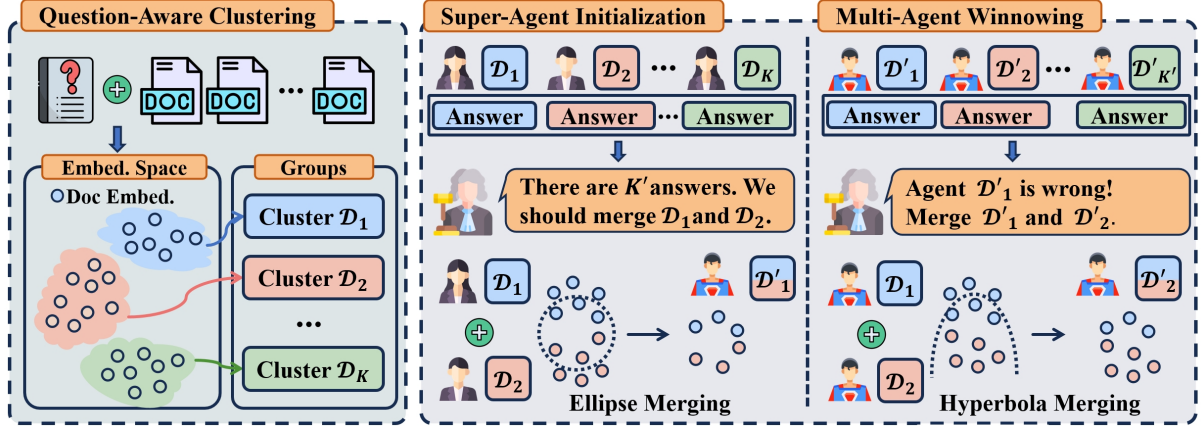 Question-Aware Clustering
?
DOC DOC ... DOC
Embed. Space
Doc Embed.
Groups
Cluster 𝒟₁
Cluster 𝒟₂
...
Cluster 𝒟_K
Super-Agent Initialization
𝒟₁ 𝒟₂ ... 𝒟_K
Answer Answer ... Answer
There are K′ answers. We
should merge 𝒟₁ and 𝒟₂.
𝒟₁ 𝒟′₁
𝒟₂
Ellipse Merging
Multi-Agent Winnowing
𝒟′₁ 𝒟′₂ ... 𝒟′_K′
Answer Answer Answer
Agent 𝒟′₁ is wrong!
Merge 𝒟′₁ and 𝒟′₂.
𝒟₁ 𝒟′₂
𝒟₂
Hyperbola Merging